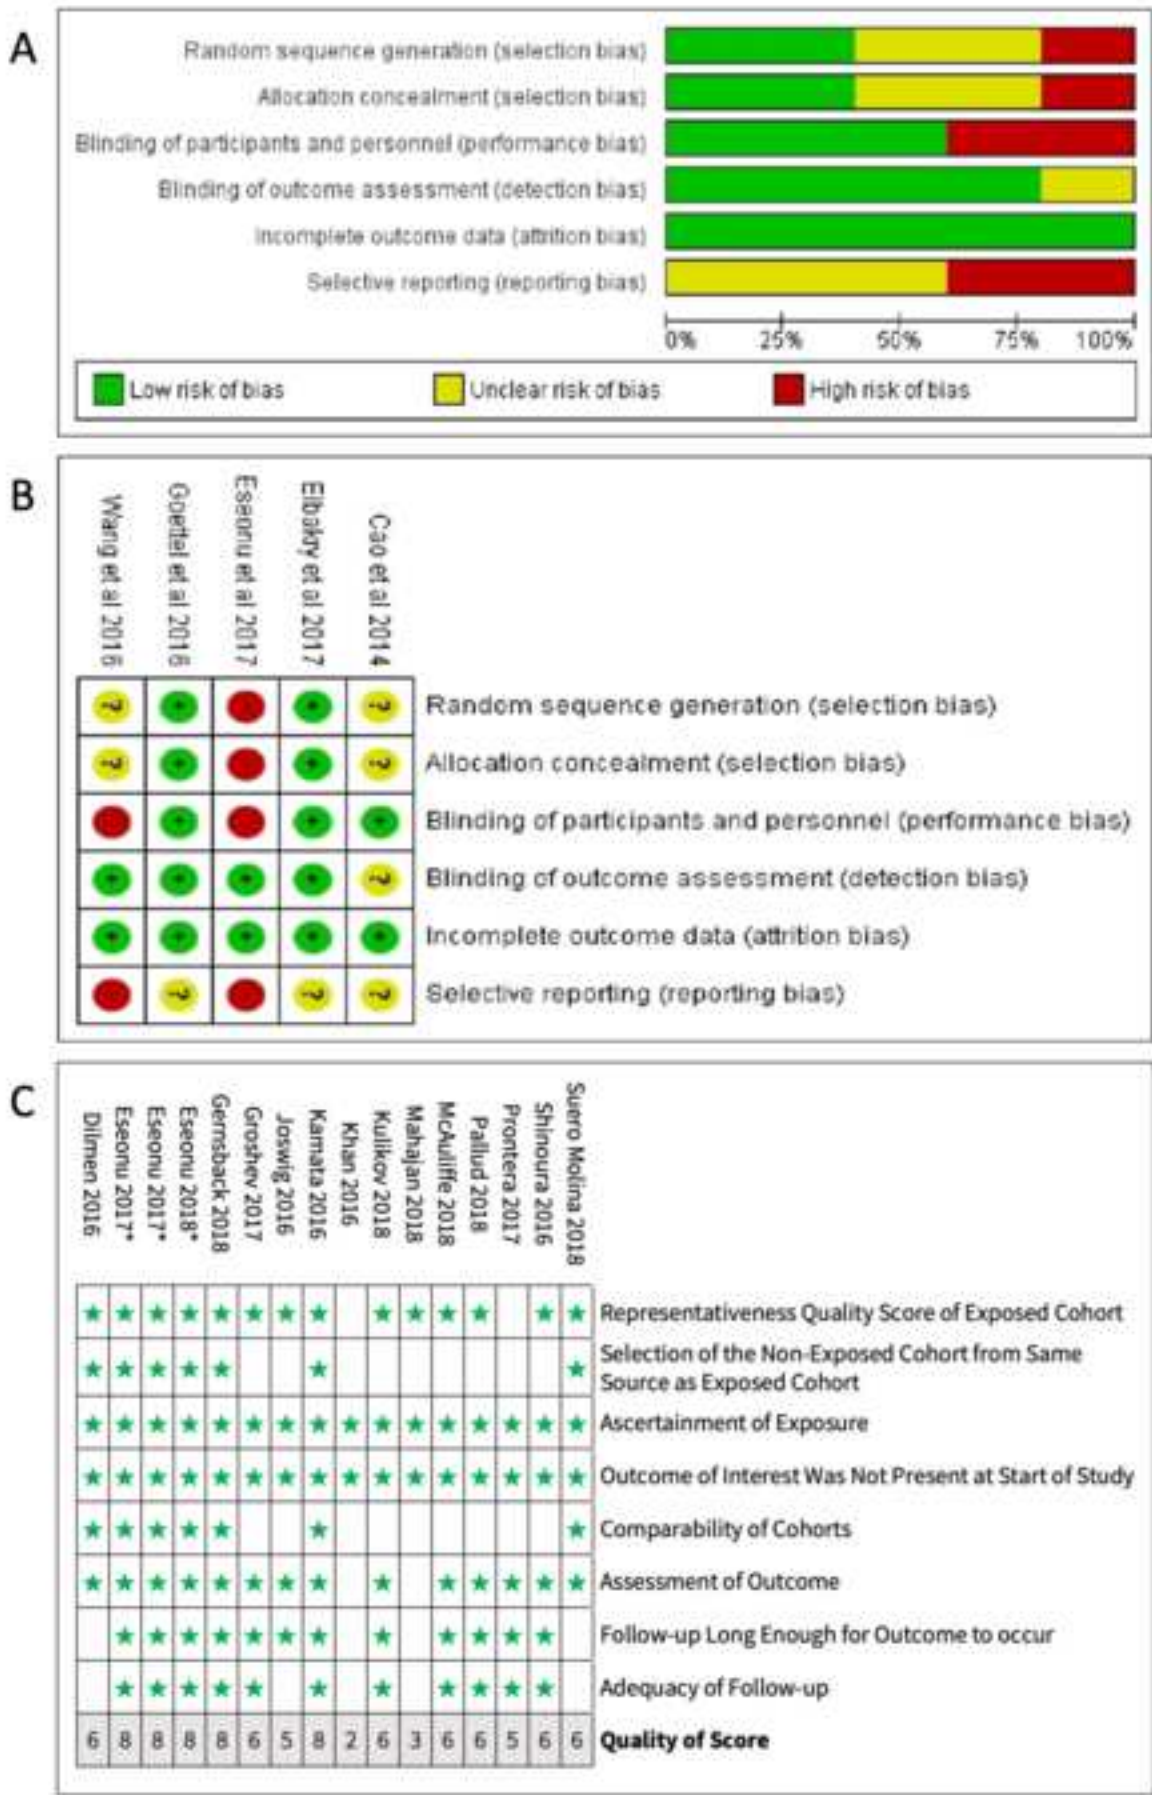 A
Random sequence generation (selection bias)
Allocation concealment (selection bias)
Blinding of participants and personnel (performance bias)
Blinding of outcome assessment (detection bias)
Incomplete outcome data (attrition bias)
Selective reporting (reporting bias)
0% 25% 50% 75% 100%
Low risk of bias Unclear risk of bias High risk of bias
B
Wang et al 2016
Goettel et al 2016
Eseonu et al 2017
Elbakry et al 2017
Cao et al 2014
? + + ? Random sequence generation (selection bias)
? + + ? Allocation concealment (selection bias)
+ + + Blinding of participants and personnel (performance bias)
+ + + + ? Blinding of outcome assessment (detection bias)
+ + + + + Incomplete outcome data (attrition bias)
? ? ? Selective reporting (reporting bias)
C
Dilmen 2016
Eseonu 2017*
Eseonu 2017*
Eseonu 2018*
Gernsback 2018
Groshev 2017
Joswig 2016
Kamata 2016
Khan 2016
Kulikov 2018
Mahajan 2018
McAuliffe 2018
Pallud 2018
Prontera 2017
Shinoura 2016
Suero Molina 2018
Representativeness Quality Score of Exposed Cohort
Selection of the Non-Exposed Cohort from Same
Source as Exposed Cohort
Ascertainment of Exposure
Outcome of Interest Was Not Present at Start of Study
Comparability of Cohorts
Assessment of Outcome
Follow-up Long Enough for Outcome to occur
Adequacy of Follow-up
6 8 8 8 8 6 5 8 2 6 3 6 6 5 6 6 Quality of Score